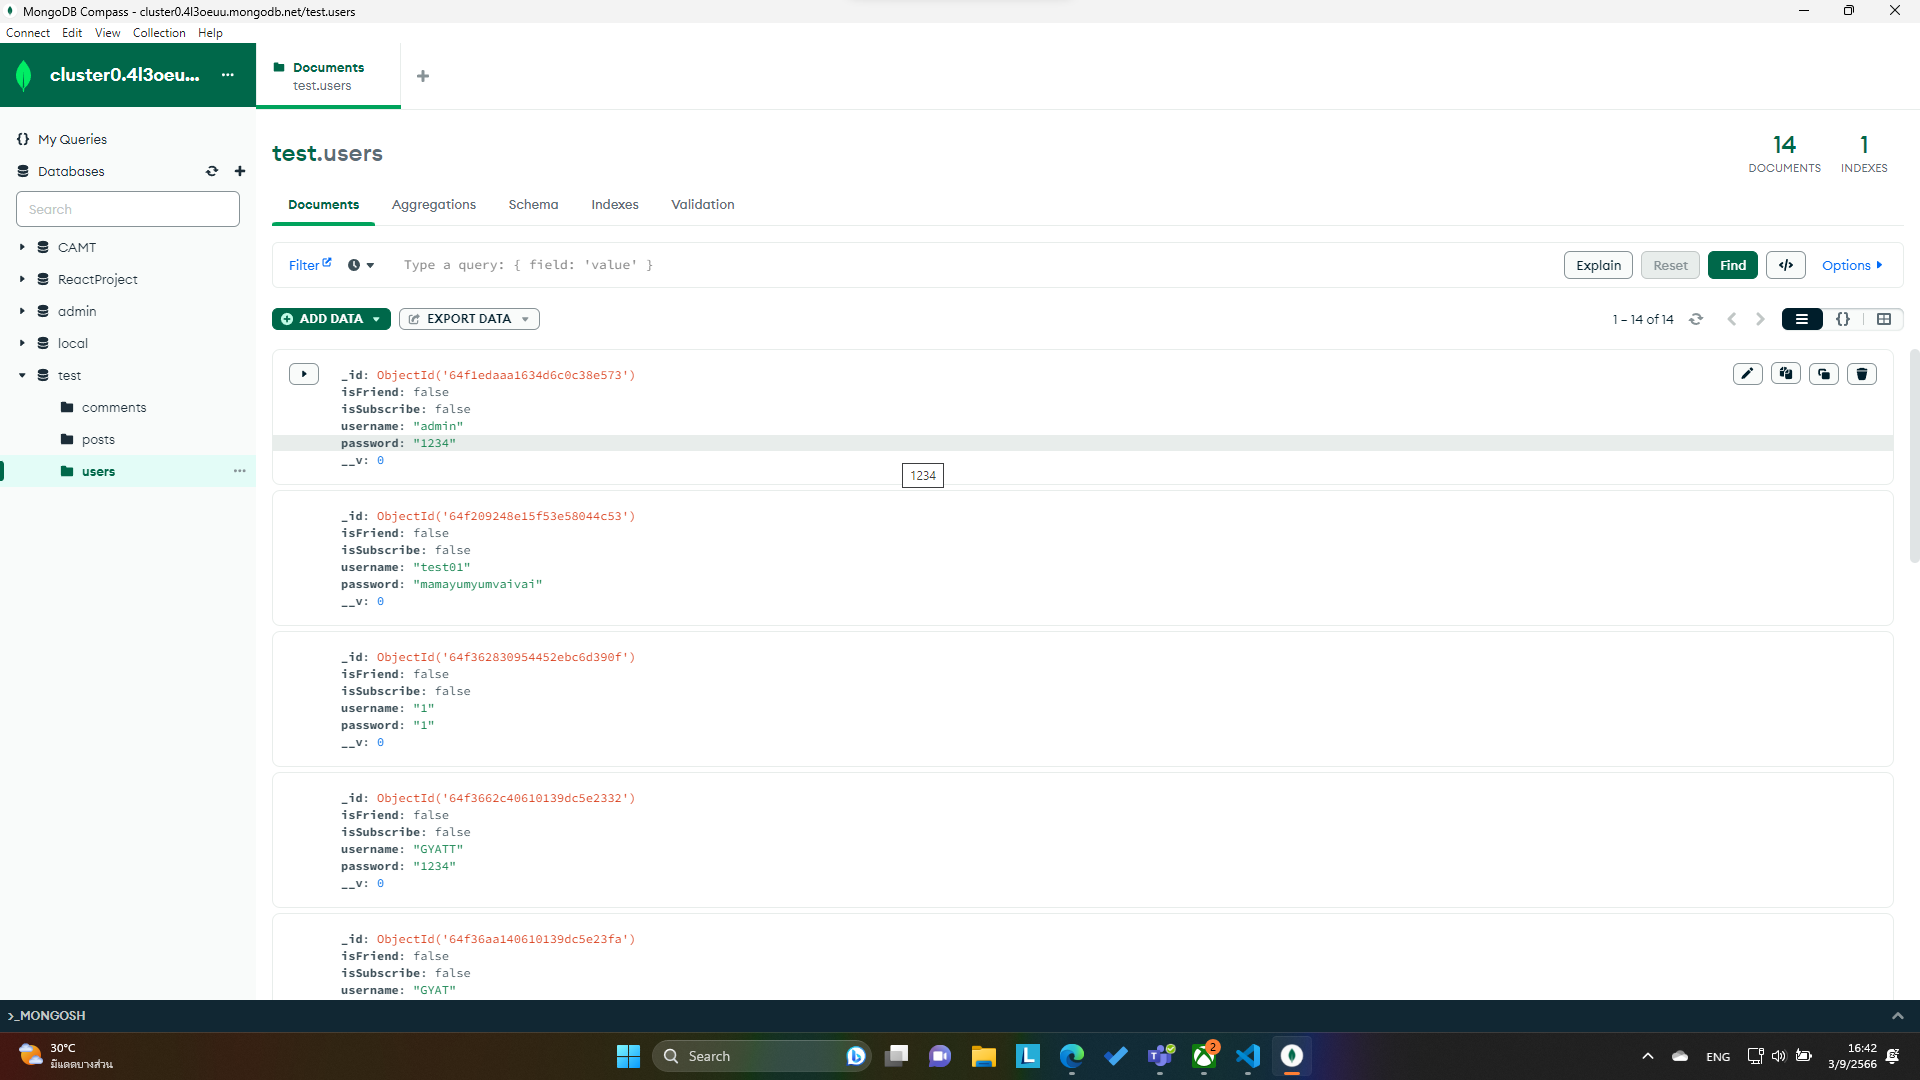 MongoDB Compass - cluster0.4l3oeuu.mongodb.net/test.users
Connect Edit View Collection Help
cluster0.4l3oeu...
Documents
test.users
My Queries
Databases
Search
CAMT
ReactProject
admin
local
test
comments
posts
users
test.users
14
DOCUMENTS
1
INDEXES
Documents Aggregations Schema Indexes Validation
Filter
Type a query: { field: 'value' }
Explain Reset Find </> Options
ADD DATA EXPORT DATA
1 – 14 of 14
_id: ObjectId('64f1edaaa1634d6c0c38e573')
isFriend: false
isSubscribe: false
username: "admin"
password: "1234"
__v: 0
1234
_id: ObjectId('64f209248e15f53e58044c53')
isFriend: false
isSubscribe: false
username: "test01"
password: "mamayumyumvaivai"
__v: 0
_id: ObjectId('64f362830954452ebc6d390f')
isFriend: false
isSubscribe: false
username: "1"
password: "1"
__v: 0
_id: ObjectId('64f3662c40610139dc5e2332')
isFriend: false
isSubscribe: false
username: "GYATT"
password: "1234"
__v: 0
_id: ObjectId('64f36aa140610139dc5e23fa')
isFriend: false
isSubscribe: false
username: "GYAT"
>_MONGOSH
30°C
มีแดดบางส่วน
Search
2
ENG
16:42
3/9/2566